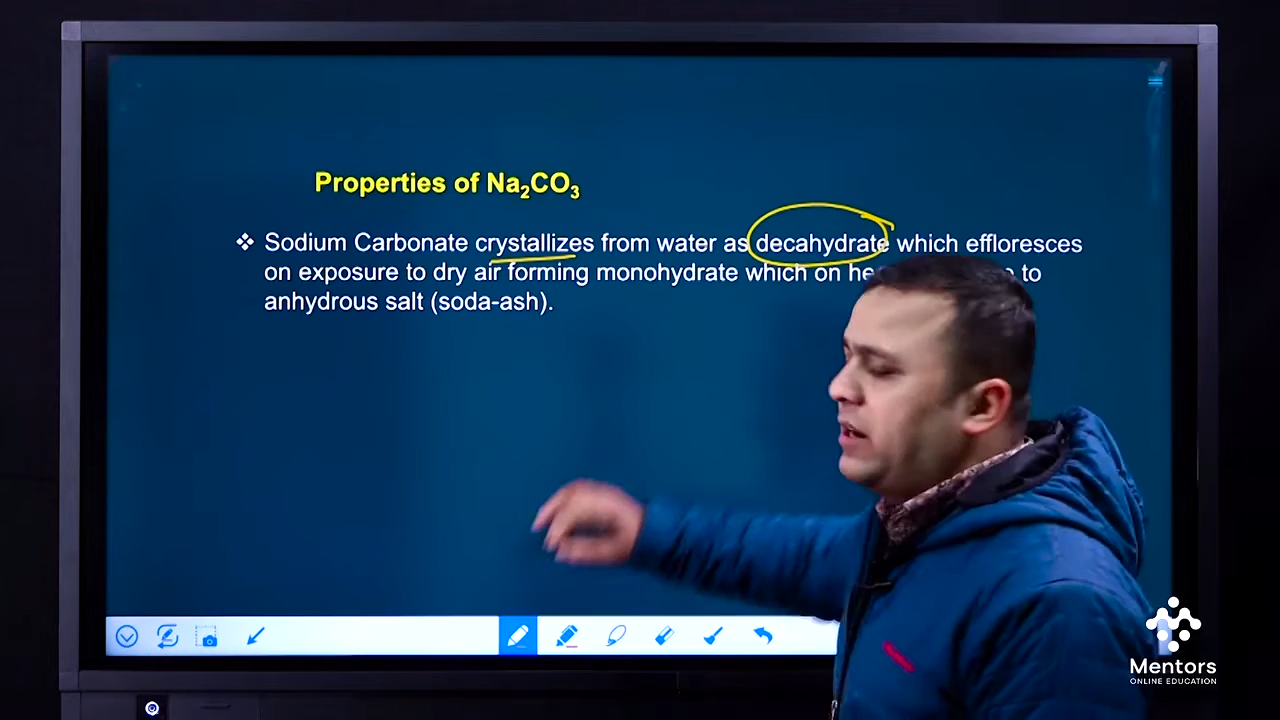 Properties of Na₂CO₃
❖ Sodium Carbonate crystallizes from water as decahydrate which effloresces
on exposure to dry air forming monohydrate which on to
anhydrous salt (soda-ash).
Mentors
ONLINE EDUCATION